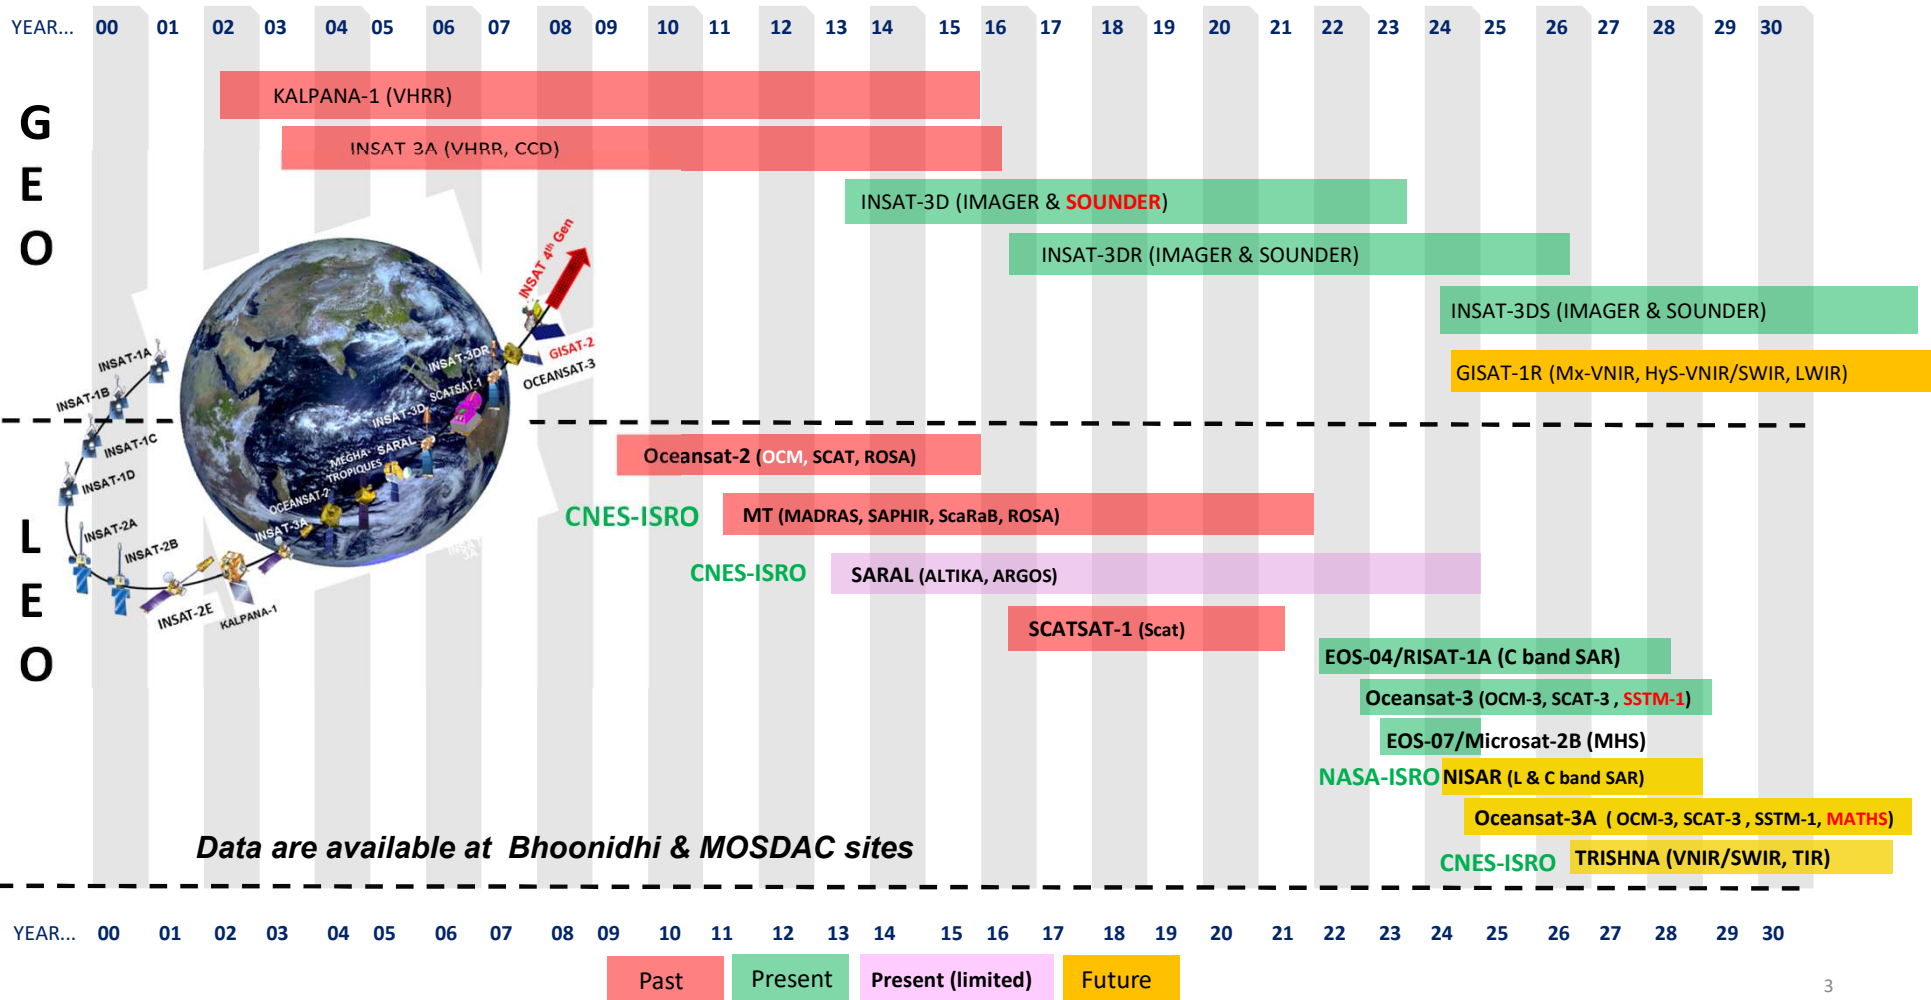 YEAR... 00 01 02 03 04 05 06 07 08 09 10 11 12 13 14 15 16 17 18 19 20 21 22 23 24 25 26 27 28 29 30
G
E
O
KALPANA-1 (VHRR)
INSAT-3A (VHRR, CCD)
INSAT-3D (IMAGER & SOUNDER)
INSAT-3DR (IMAGER & SOUNDER)
INSAT-3DS (IMAGER & SOUNDER)
GISAT-1R (Mx-VNIR, HyS-VNIR/SWIR, LWIR)
INSAT 4th Gen
GISAT-2
OCEANSAT-3
INSAT-3DR
SCATSAT-1
INSAT-3D
SARAL
MEGHA-
TROPIQUES
OCEANSAT-2
INSAT-3A
KALPANA-1
INSAT-2E
INSAT-2B
INSAT-2A
INSAT-1D
INSAT-1C
INSAT-1B
INSAT-1A
L
E
O
Oceansat-2 (OCM, SCAT, ROSA)
CNES-ISRO MT (MADRAS, SAPHIR, ScaRaB, ROSA)
CNES-ISRO SARAL (ALTIKA, ARGOS)
SCATSAT-1 (Scat)
EOS-04/RISAT-1A (C band SAR)
Oceansat-3 (OCM-3, SCAT-3 , SSTM-1)
EOS-07/Microsat-2B (MHS)
NASA-ISRO NISAR (L & C band SAR)
Oceansat-3A ( OCM-3, SCAT-3 , SSTM-1, MATHS)
CNES-ISRO TRISHNA (VNIR/SWIR, TIR)
Data are available at Bhoonidhi & MOSDAC sites
YEAR... 00 01 02 03 04 05 06 07 08 09 10 11 12 13 14 15 16 17 18 19 20 21 22 23 24 25 26 27 28 29 30
Past Present Present (limited) Future
3